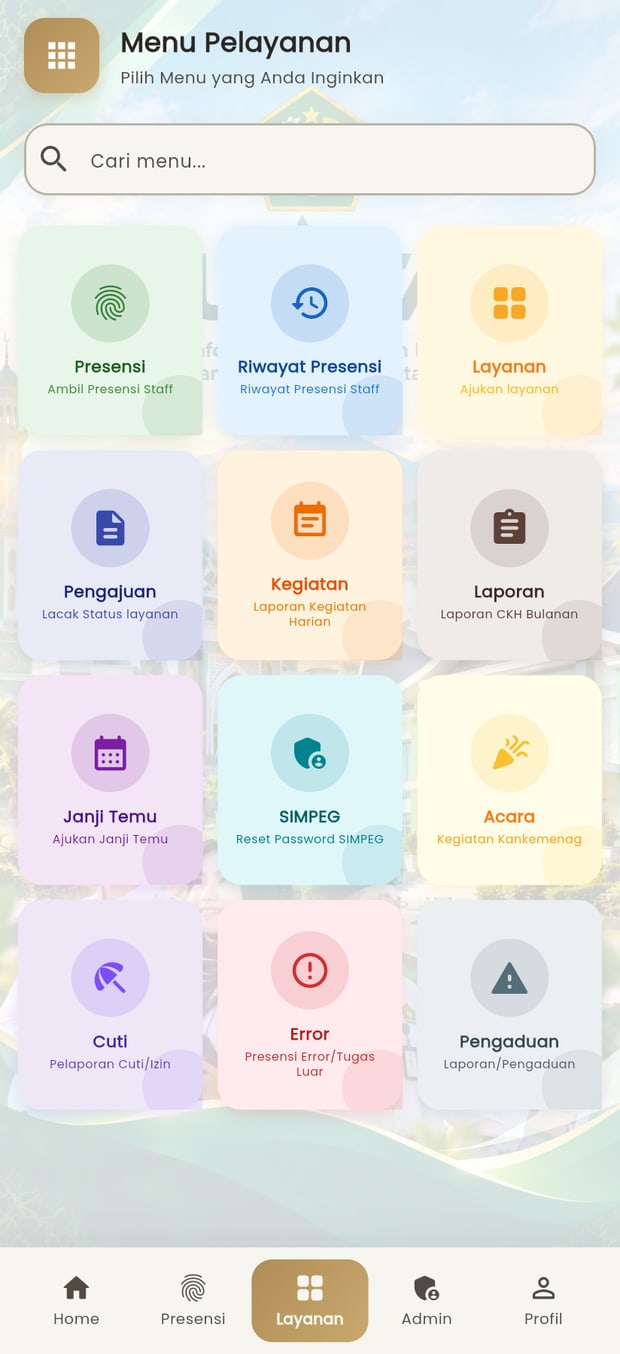 Menu Pelayanan
Pilih Menu yang Anda Inginkan
Cari menu...
Presensi
Ambil Presensi Staff
Riwayat Presensi
Riwayat Presensi Staff
Layanan
Ajukan layanan
Pengajuan
Lacak Status layanan
Kegiatan
Laporan Kegiatan
Harian
Laporan
Laporan CKH Bulanan
Janji Temu
Ajukan Janji Temu
SIMPEG
Reset Password SIMPEG
Acara
Kegiatan Kankemenag
Cuti
Pelaporan Cuti/Izin
Error
Presensi Error/Tugas
Luar
Pengaduan
Laporan/Pengaduan
Home
Presensi
Layanan
Admin
Profil